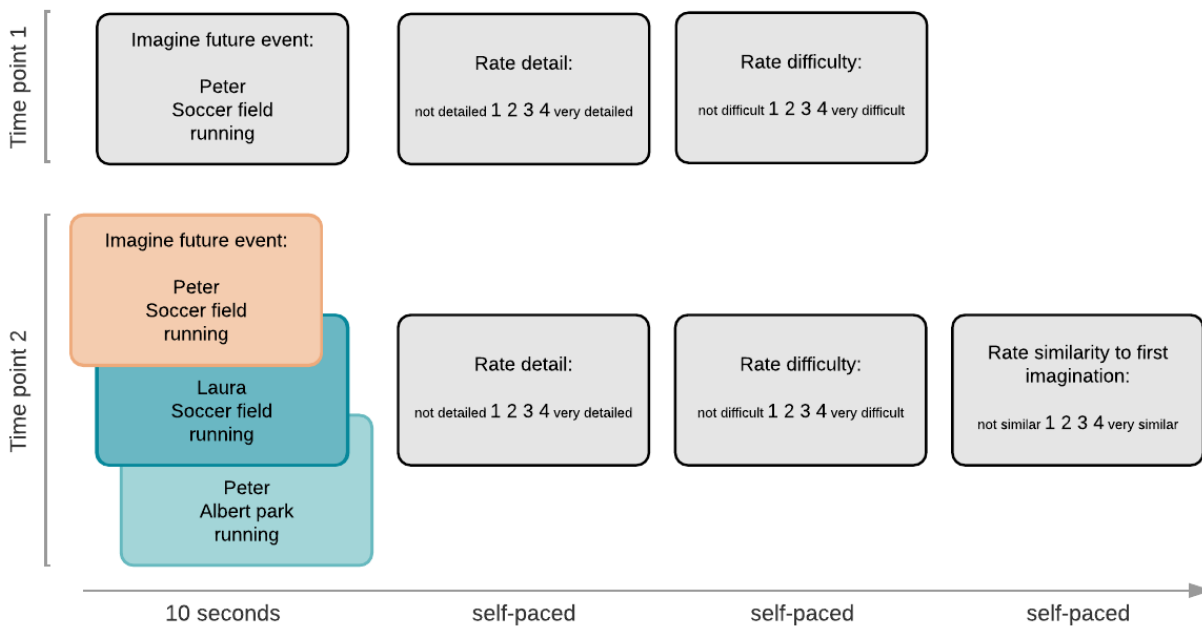 Time point 1
Imagine future event:
Peter
Soccer field
running
Rate detail:
not detailed 1 2 3 4 very detailed
Rate difficulty:
not difficult 1 2 3 4 very difficult
Time point 2
Imagine future event:
Peter
Soccer field
running
Laura
Soccer field
running
Peter
Albert park
running
Rate detail:
not detailed 1 2 3 4 very detailed
Rate difficulty:
not difficult 1 2 3 4 very difficult
Rate similarity to first
imagination:
not similar 1 2 3 4 very similar
10 seconds
self-paced
self-paced
self-paced